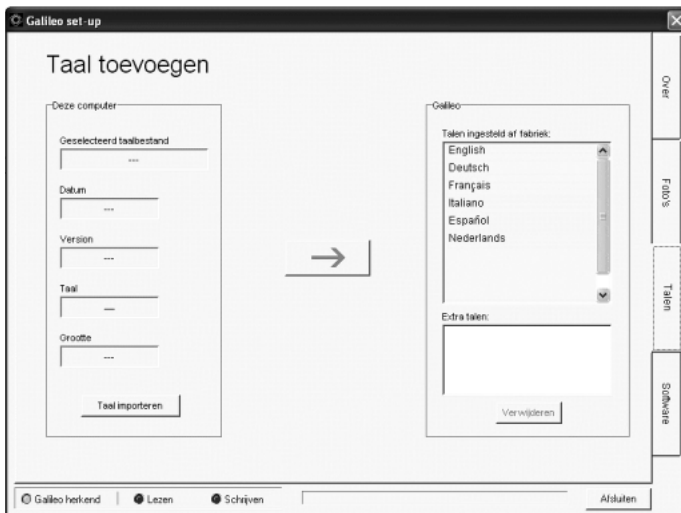 Galileo set-up
Taal toevoegen
Deze computer
Geselecteerd taalbestand
---
Datum
---
Version
---
Taal
---
Grootte
---
Taal importeren
Galileo
Talen ingesteld af fabriek:
English
Deutsch
Français
Italiano
Español
Nederlands
Extra talen:
Verwijderen
Over
Foto's
Talen
Software
Galileo herkend
Lezen
Schrijven
Afsluiten